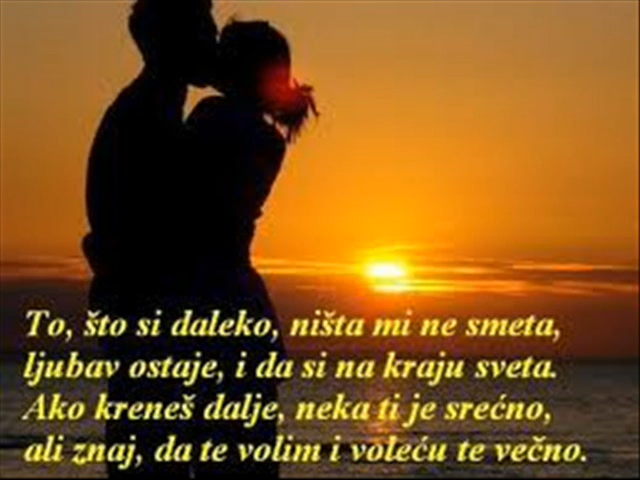 To, što si daleko, ništa mi ne smeta,
ljubav ostaje, i da si na kraju sveta.
Ako kreneš dalje, neka ti je srećno,
ali znaj, da te volim i voleću te večno.